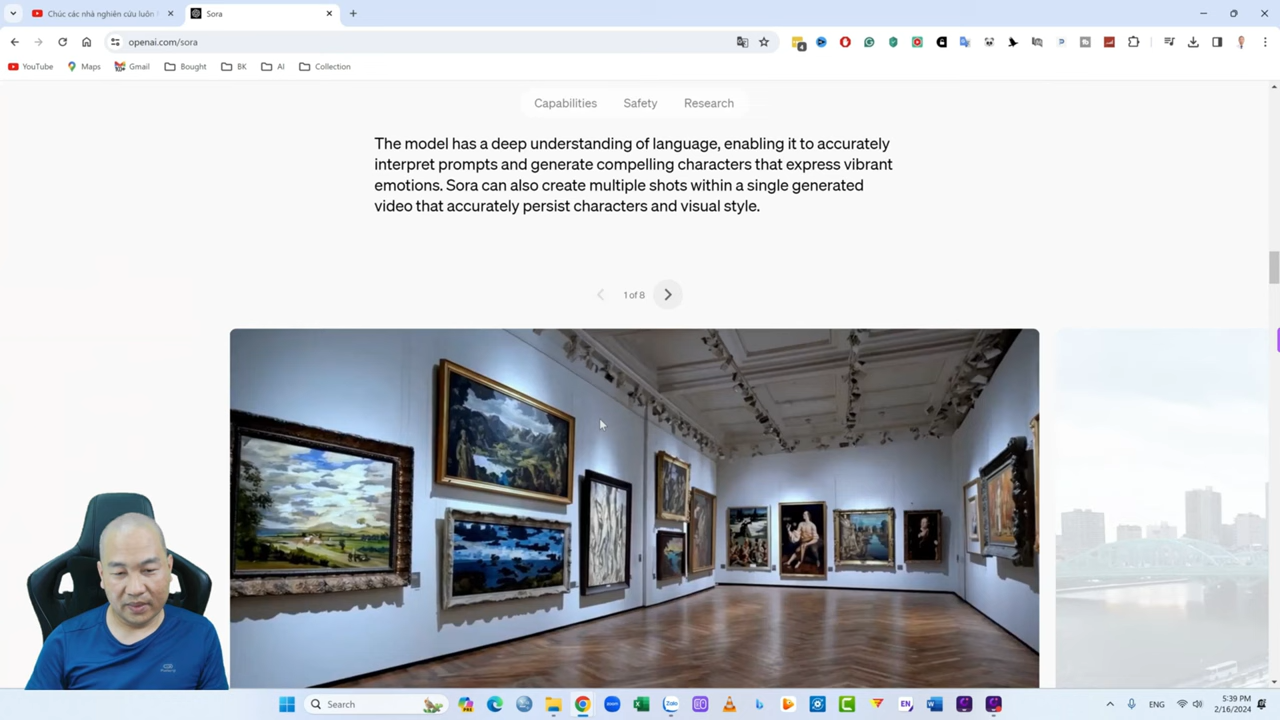 Chúc các nhà nghiên cứu luôn
Sora
openai.com/sora
4
YouTube
Maps
Gmail
Bought
BK
AI
Collection
Capabilities
Safety
Research
The model has a deep understanding of language, enabling it to accurately
interpret prompts and generate compelling characters that express vibrant
emotions. Sora can also create multiple shots within a single generated
video that accurately persist characters and visual style.
1 of 8
Search
Zalo
EN
ENG
5:39 PM
2/16/2024